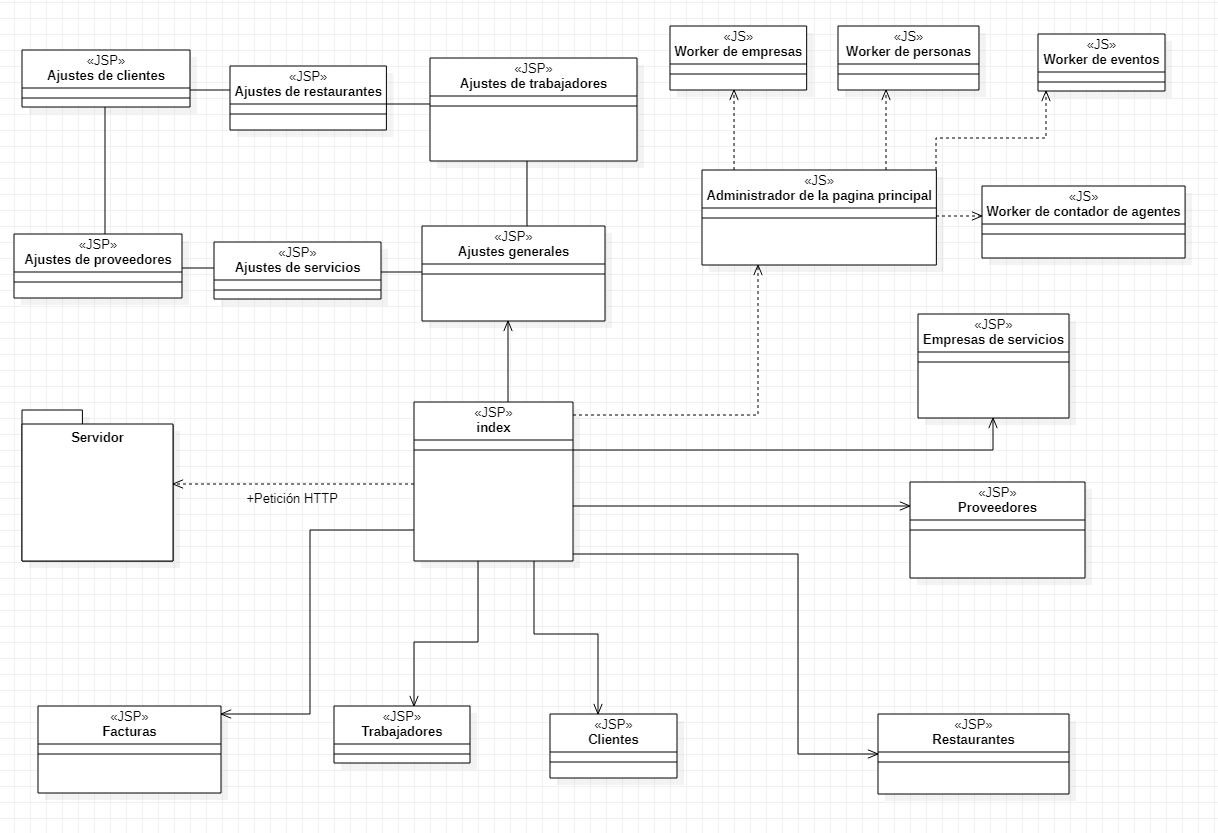 «JSP»
Ajustes de clientes
«JSP»
Ajustes de restaurantes
«JSP»
Ajustes de trabajadores
«JS»
Worker de empresas
«JS»
Worker de personas
«JS»
Worker de eventos
«JS»
Administrador de la pagina principal
«JS»
Worker de contador de agentes
«JSP»
Ajustes de proveedores
«JSP»
Ajustes de servicios
«JSP»
Ajustes generales
«JSP»
Empresas de servicios
Servidor
«JSP»
index
+Petición HTTP
«JSP»
Proveedores
«JSP»
Facturas
«JSP»
Trabajadores
«JSP»
Clientes
«JSP»
Restaurantes